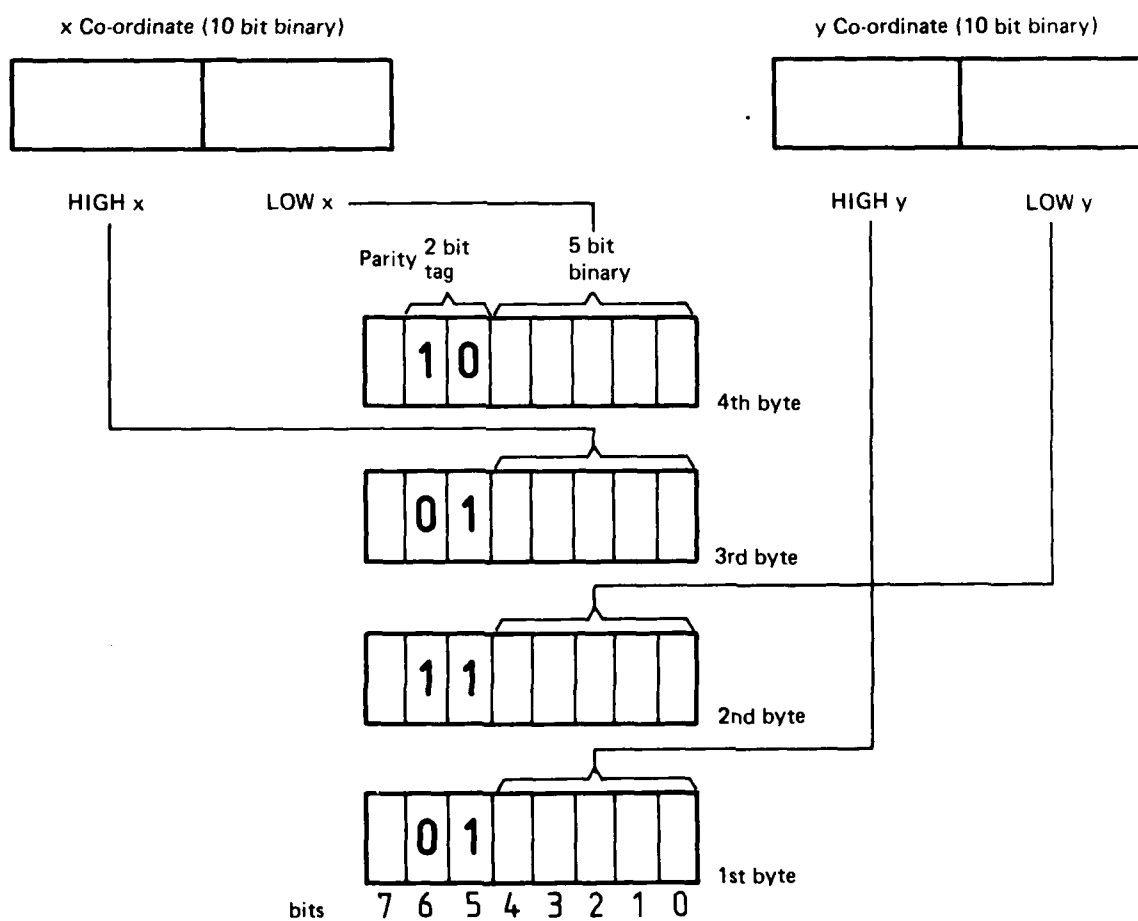 x Co-ordinate (10 bit binary)
y Co-ordinate (10 bit binary)
HIGH x
LOW x
HIGH y
LOW y
Parity
2 bit
tag
5 bit
binary
1 0
4th byte
0 1
3rd byte
1 1
2nd byte
0 1
1st byte
bits 7 6 5 4 3 2 1 0